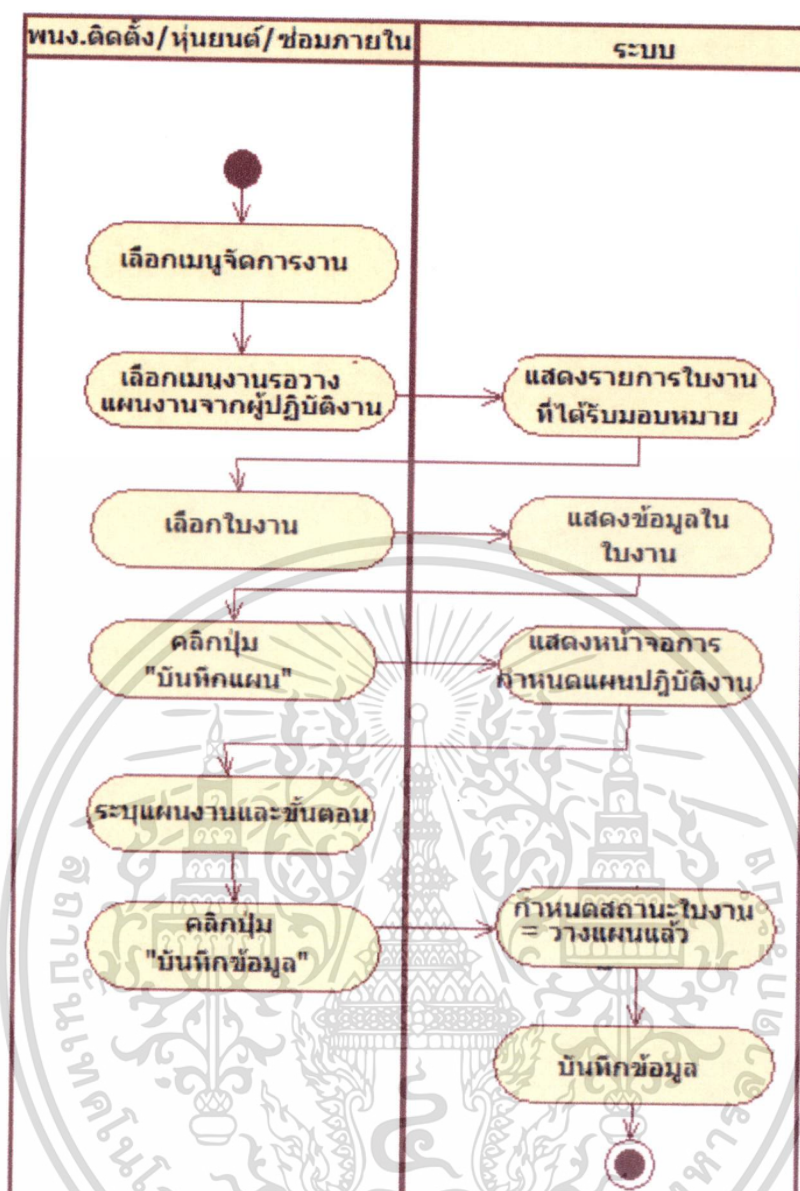 พนง.ติดตั้ง/หุ่นยนต์/ซ่อมภายใน
ระบบ
เลือกเมนูจัดการงาน
เลือกเมนูงานรอวาง
แผนงานจากผู้ปฏิบัติงาน
แสดงรายการใบงาน
ที่ได้รับมอบหมาย
เลือกใบงาน
แสดงข้อมูลใน
ใบงาน
คลิกปุ่ม
"บันทึกแผน"
แสดงหน้าจอการ
กำหนดแผนปฏิบัติงาน
ระบุแผนงานและขั้นตอน
คลิกปุ่ม
"บันทึกข้อมูล"
กำหนดสถานะใบงาน
= วางแผนแล้ว
บันทึกข้อมูล